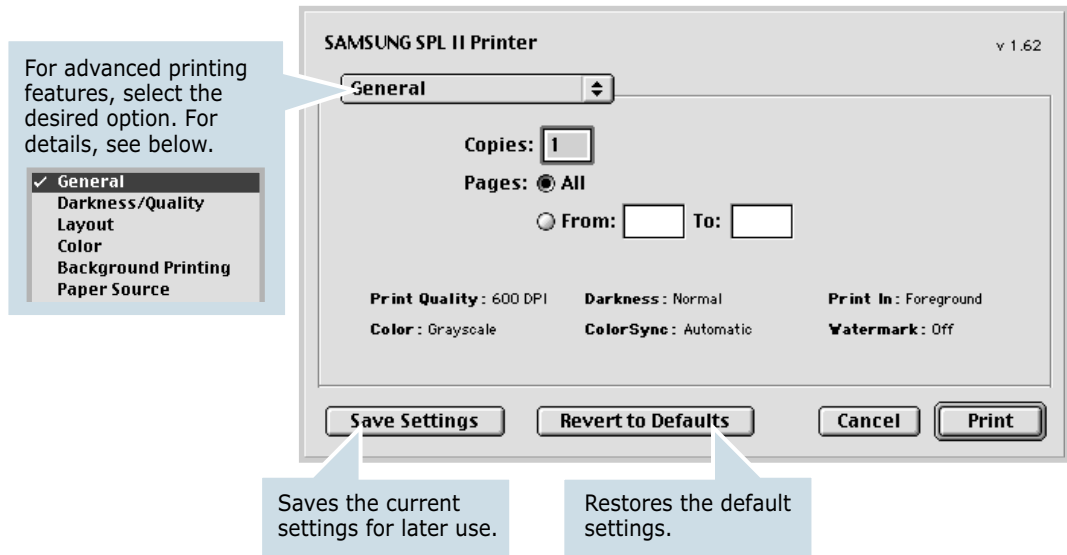 SAMSUNG SPL II Printer
v 1.62
For advanced printing
features, select the
desired option. For
details, see below.
General
Darkness/Quality
Layout
Color
Background Printing
Paper Source
General
Copies: 1
Pages: All
From: To:
Print Quality: 600 DPI Darkness: Normal Print In: Foreground
Color: Grayscale ColorSync: Automatic Watermark: Off
Save Settings Revert to Defaults Cancel Print
Saves the current
settings for later use.
Restores the default
settings.